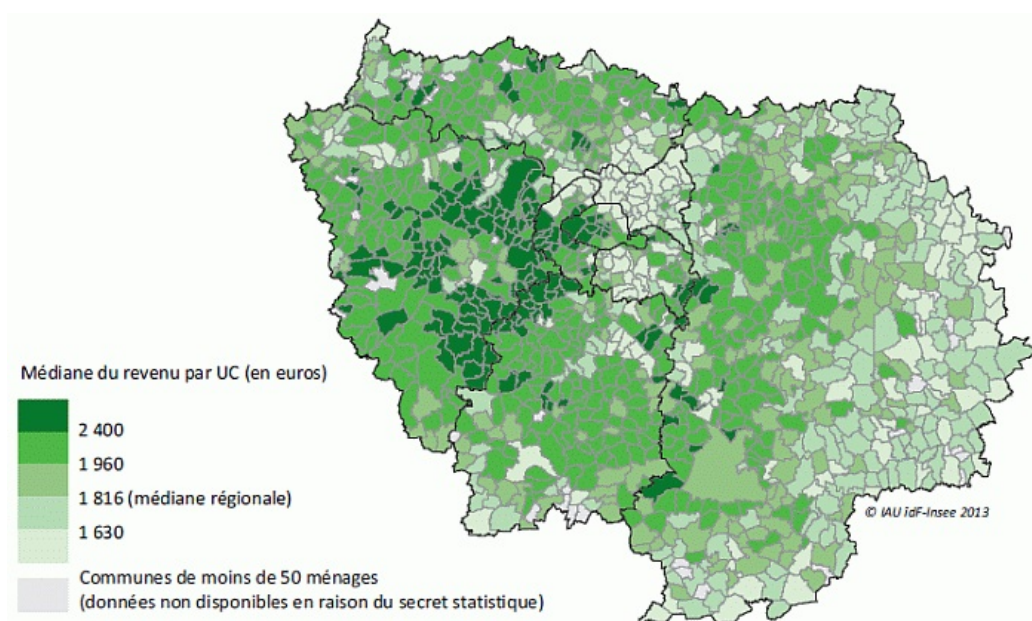 Médiane du revenu par UC (en euros)
2 400
1 960
1 816 (médiane régionale)
1 630
Communes de moins de 50 ménages
(données non disponibles en raison du secret statistique)
© IAU îdF-Insee 2013